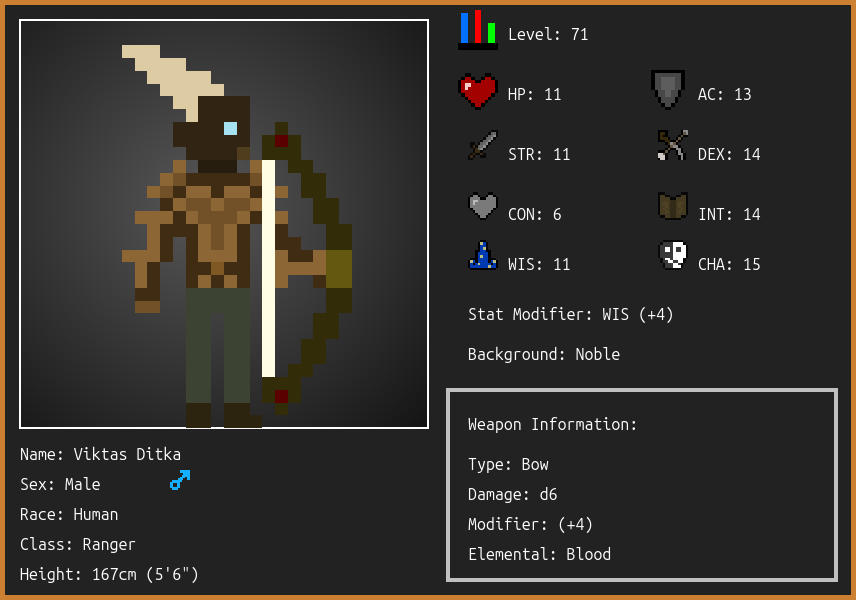 Level: 71
HP: 11
AC: 13
STR: 11
DEX: 14
CON: 6
INT: 14
WIS: 11
CHA: 15
Stat Modifier: WIS (+4)
Background: Noble
Weapon Information:
Type: Bow
Damage: d6
Modifier: (+4)
Elemental: Blood
Name: Viktas Ditka
Sex: Male
Race: Human
Class: Ranger
Height: 167cm (5'6")